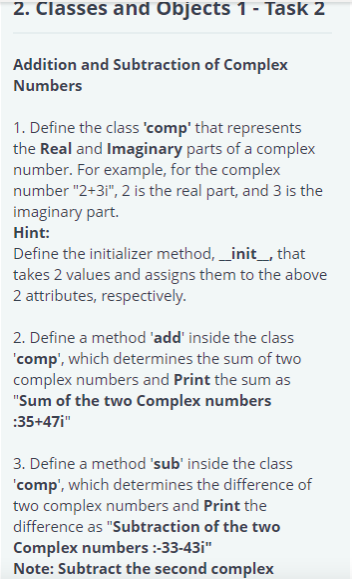 2. Classes and Objects 1 - Task 2
Addition and Subtraction of Complex
Numbers
1. Define the class 'comp' that represents
the Real and Imaginary parts of a complex
number. For example, for the complex
number "2+3i", 2 is the real part, and 3 is the
imaginary part.
Hint:
Define the initializer method, __init__, that
takes 2 values and assigns them to the above
2 attributes, respectively.
2. Define a method 'add' inside the class
'comp', which determines the sum of two
complex numbers and Print the sum as
"Sum of the two Complex numbers
:35+47i"
3. Define a method 'sub' inside the class
'comp', which determines the difference of
two complex numbers and Print the
difference as "Subtraction of the two
Complex numbers :-33-43i"
Note: Subtract the second complex